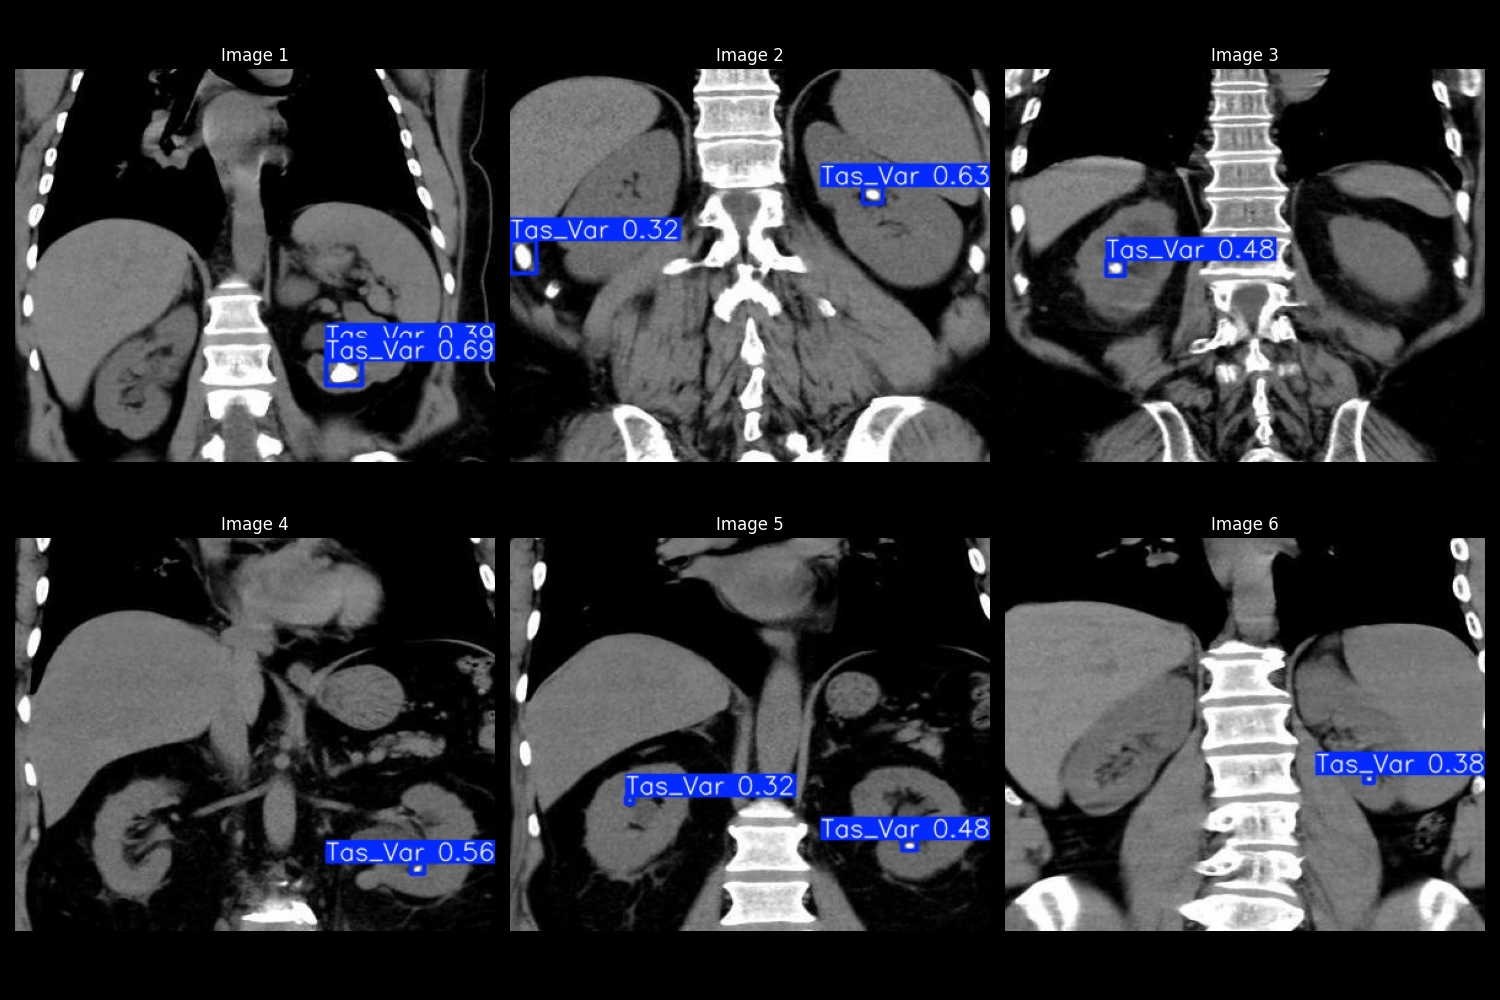 Image 1
Image 2
Image 3
Tas_Var 0.39
Tas_Var 0.69
Tas_Var 0.32
Tas_Var 0.63
Tas_Var 0.48
Image 4
Image 5
Image 6
Tas_Var 0.56
Tas_Var 0.32
Tas_Var 0.48
Tas_Var 0.38